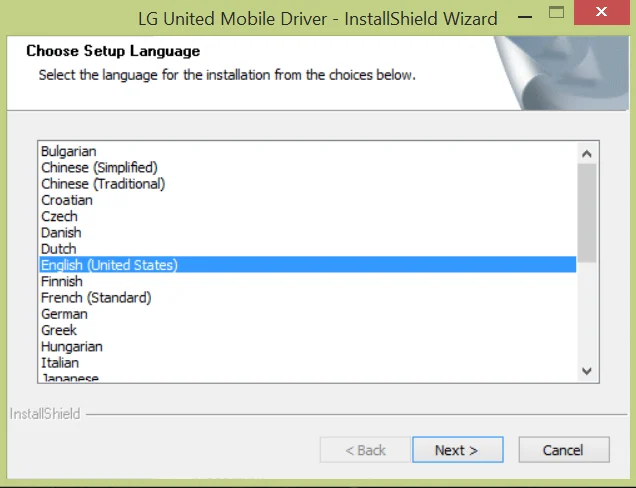 LG United Mobile Driver - InstallShield Wizard
Choose Setup Language
Select the language for the installation from the choices below.
Bulgarian
Chinese (Simplified)
Chinese (Traditional)
Croatian
Czech
Danish
Dutch
English (United States)
Finnish
French (Standard)
German
Greek
Hungarian
Italian
Japanese
InstallShield
< Back
Next >
Cancel